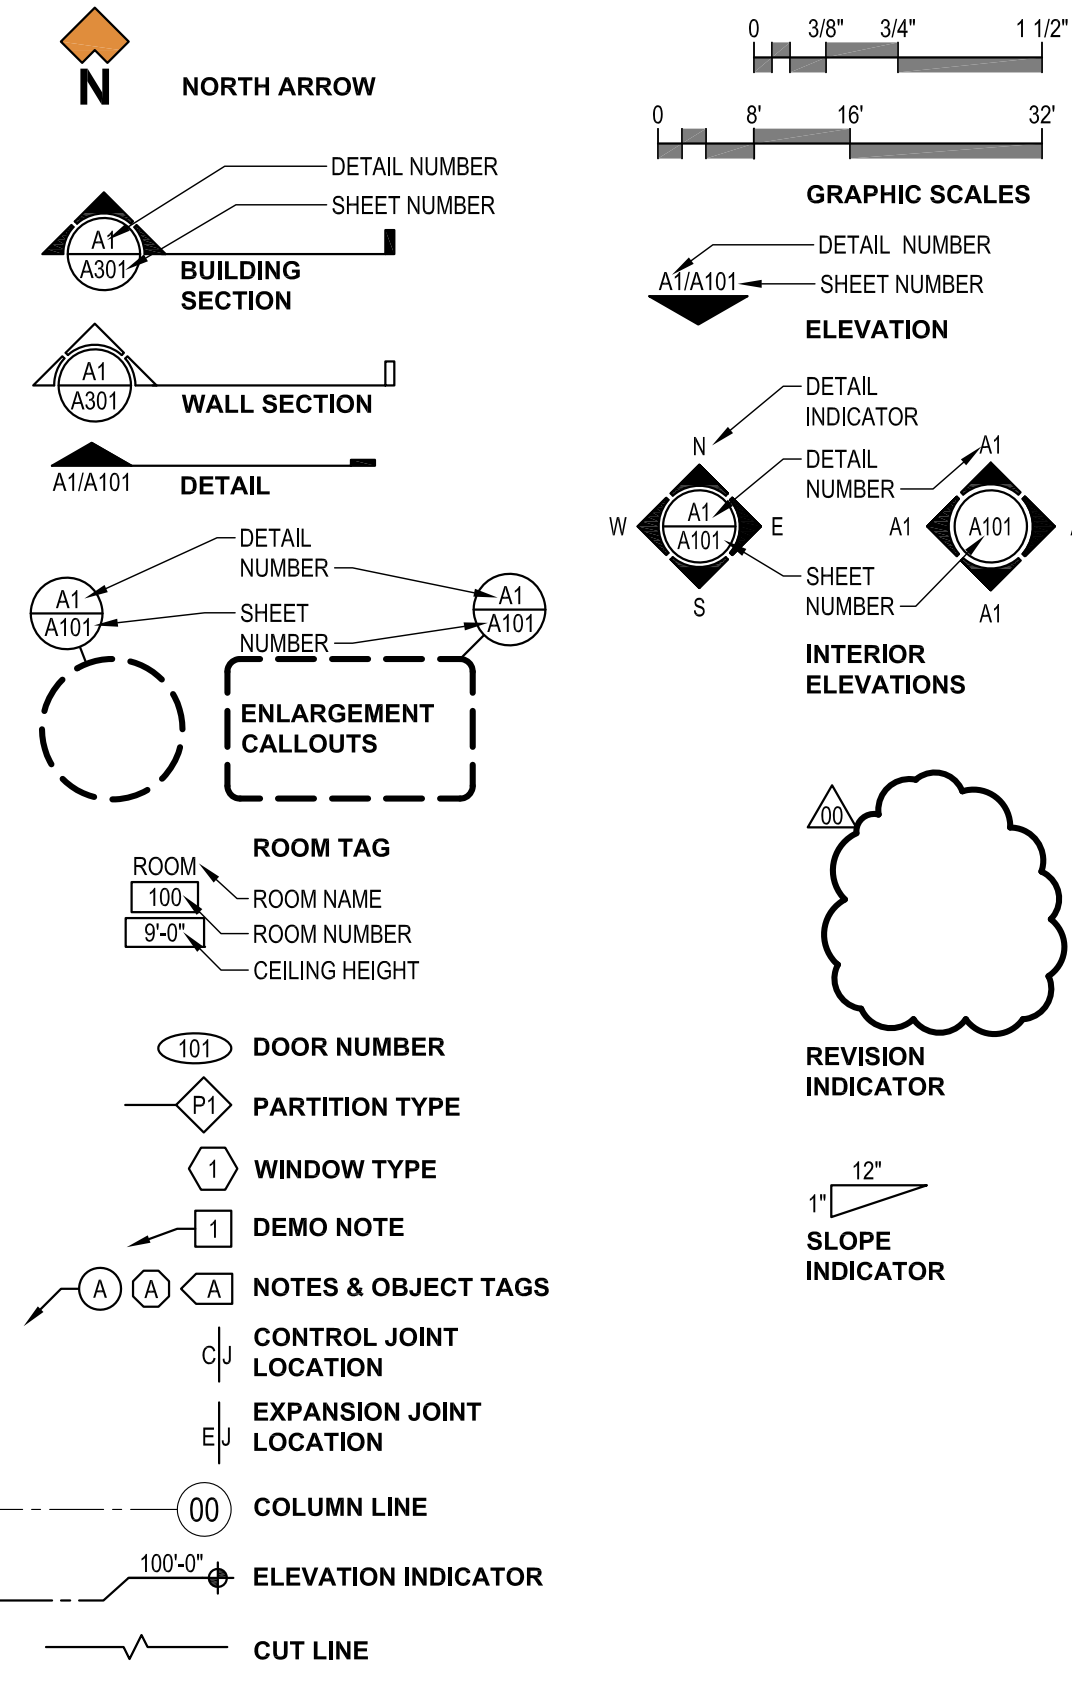 N
NORTH ARROW
DETAIL NUMBER
SHEET NUMBER
A1
A301
BUILDING
SECTION
A1
A301
WALL SECTION
A1/A101
DETAIL
DETAIL
NUMBER
SHEET
NUMBER
A1
A101
A1
A101
ENLARGEMENT
CALLOUTS
ROOM TAG
ROOM
100
9'-0"
ROOM NAME
ROOM NUMBER
CEILING HEIGHT
101
DOOR NUMBER
P1
PARTITION TYPE
1
WINDOW TYPE
1
DEMO NOTE
A A A
NOTES & OBJECT TAGS
CJ
CONTROL JOINT
LOCATION
EJ
EXPANSION JOINT
LOCATION
00
COLUMN LINE
100'-0"
ELEVATION INDICATOR
CUT LINE
0 3/8" 3/4" 1 1/2"
0 8' 16' 32'
GRAPHIC SCALES
DETAIL NUMBER
A1/A101
SHEET NUMBER
ELEVATION
DETAIL
INDICATOR
N
DETAIL
NUMBER
W
A1
A101
E
S
SHEET
NUMBER
A1
A1
A101
A1
INTERIOR
ELEVATIONS
00
REVISION
INDICATOR
12"
1"
SLOPE
INDICATOR